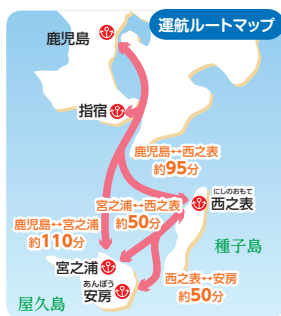 運航ルートマップ
鹿児島
指宿
鹿児島↔西之表
約95分
宮之浦↔西之表
約50分
にしのおもて
西之表
鹿児島↔宮之浦
約110分
種子島
宮之浦
西之表↔安房
約50分
あんぼう
安房
屋久島